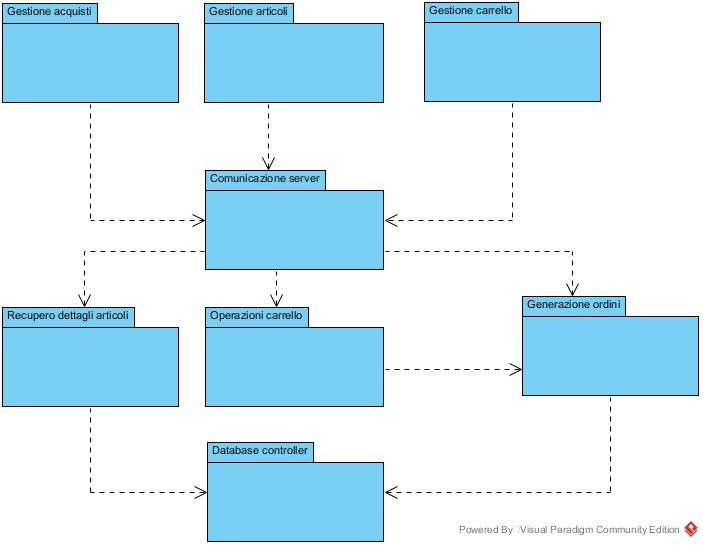 Gestione acquisti
Gestione articoli
Gestione carrello
Comunicazione server
Recupero dettagli articoli
Operazioni carrello
Generazione ordini
Database controller
Powered By Visual Paradigm Community Edition